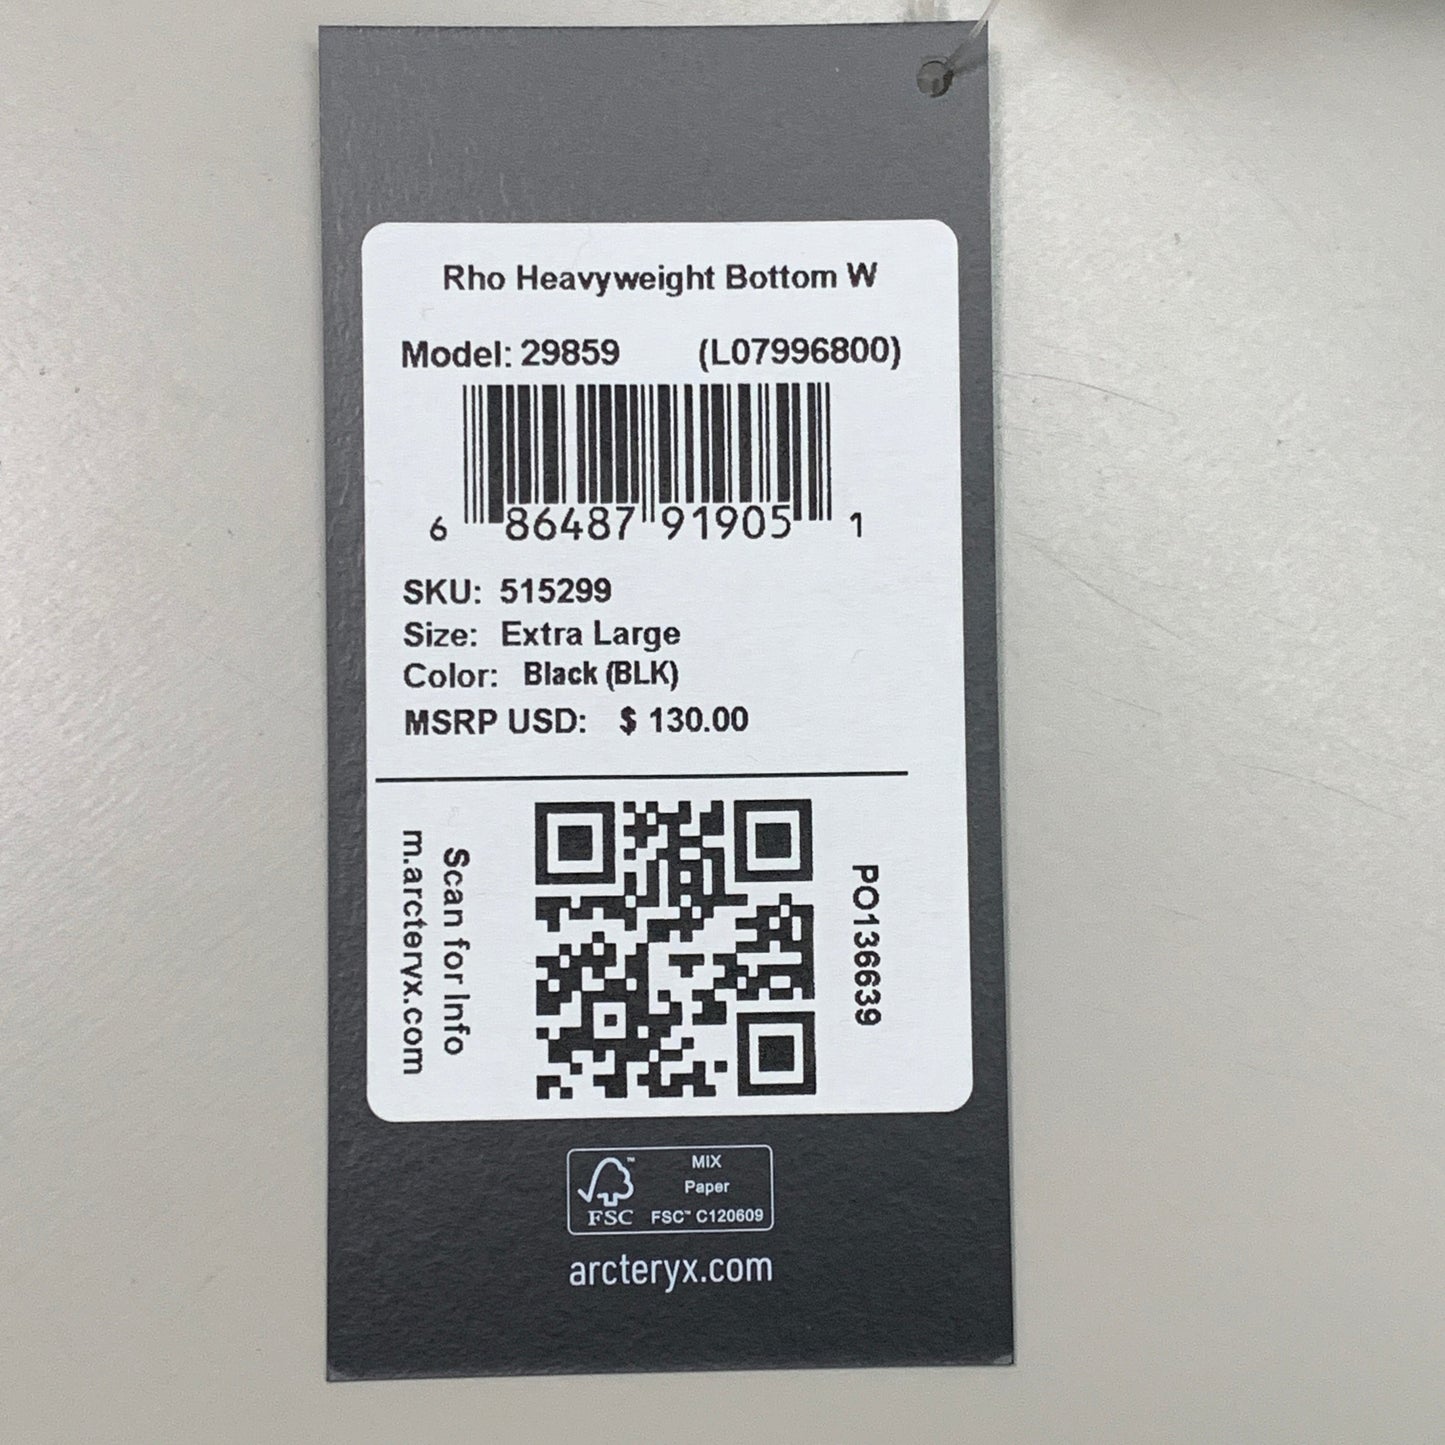 Rho Heavyweight Bottom W
Model: 29859 (L07996800)
6 86487 91905 1
SKU: 515299
Size: Extra Large
Color: Black (BLK)
MSRP USD: $ 130.00
Scan for Info
m.arcteryx.com
PO136639
FSC™
MIX
Paper
FSC™ C120609
arcteryx.com